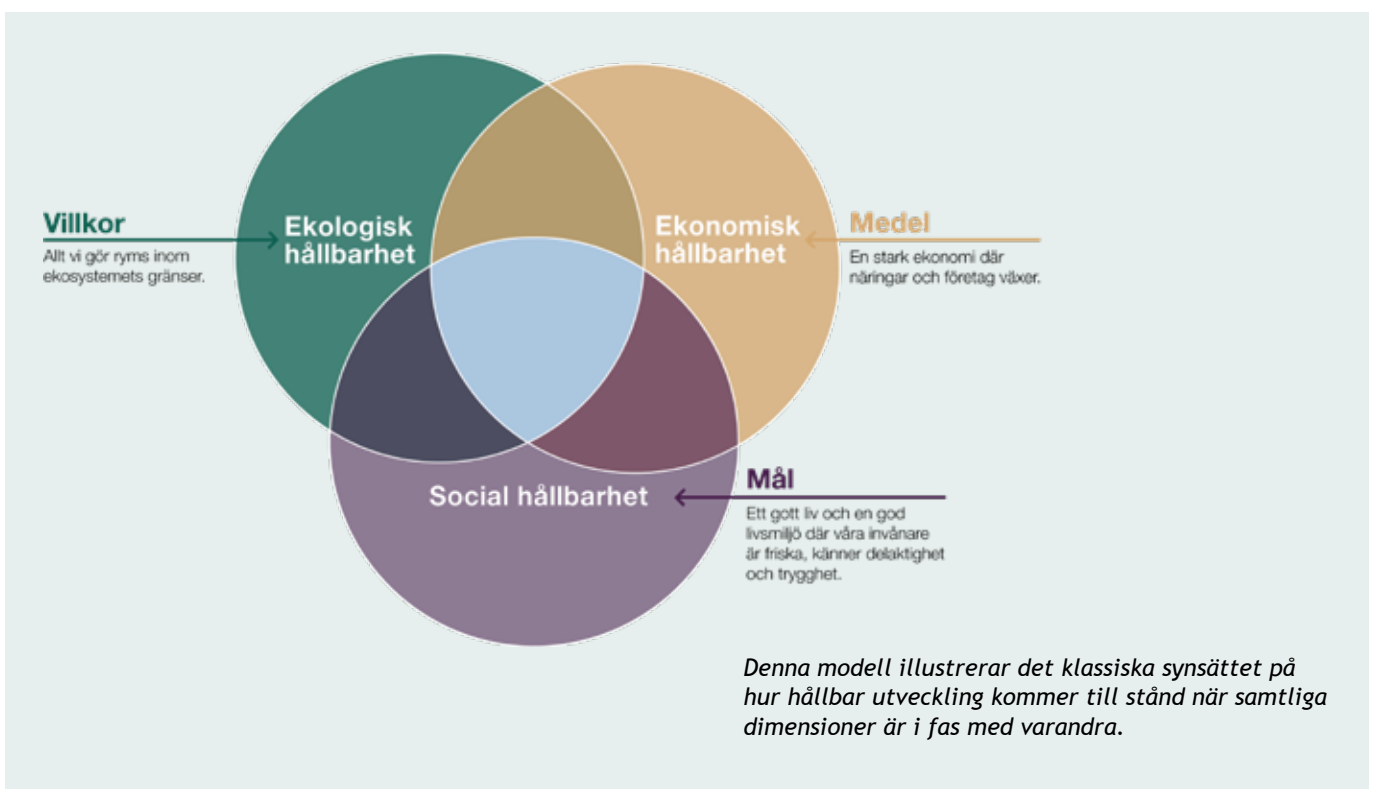 Villkor
Allt vi gör ryms inom
ekosystemets gränser.
Ekologisk
hållbarhet
Ekonomisk
hållbarhet
Medel
En stark ekonomi där
näringar och företag växer.
Social hållbarhet
Mål
Ett gott liv och en god
livsmiljö där våra invånare
är friska, känner delaktighet
och trygghet.
Denna modell illustrerar det klassiska synsättet på
hur hållbar utveckling kommer till stånd när samtliga
dimensioner är i fas med varandra.